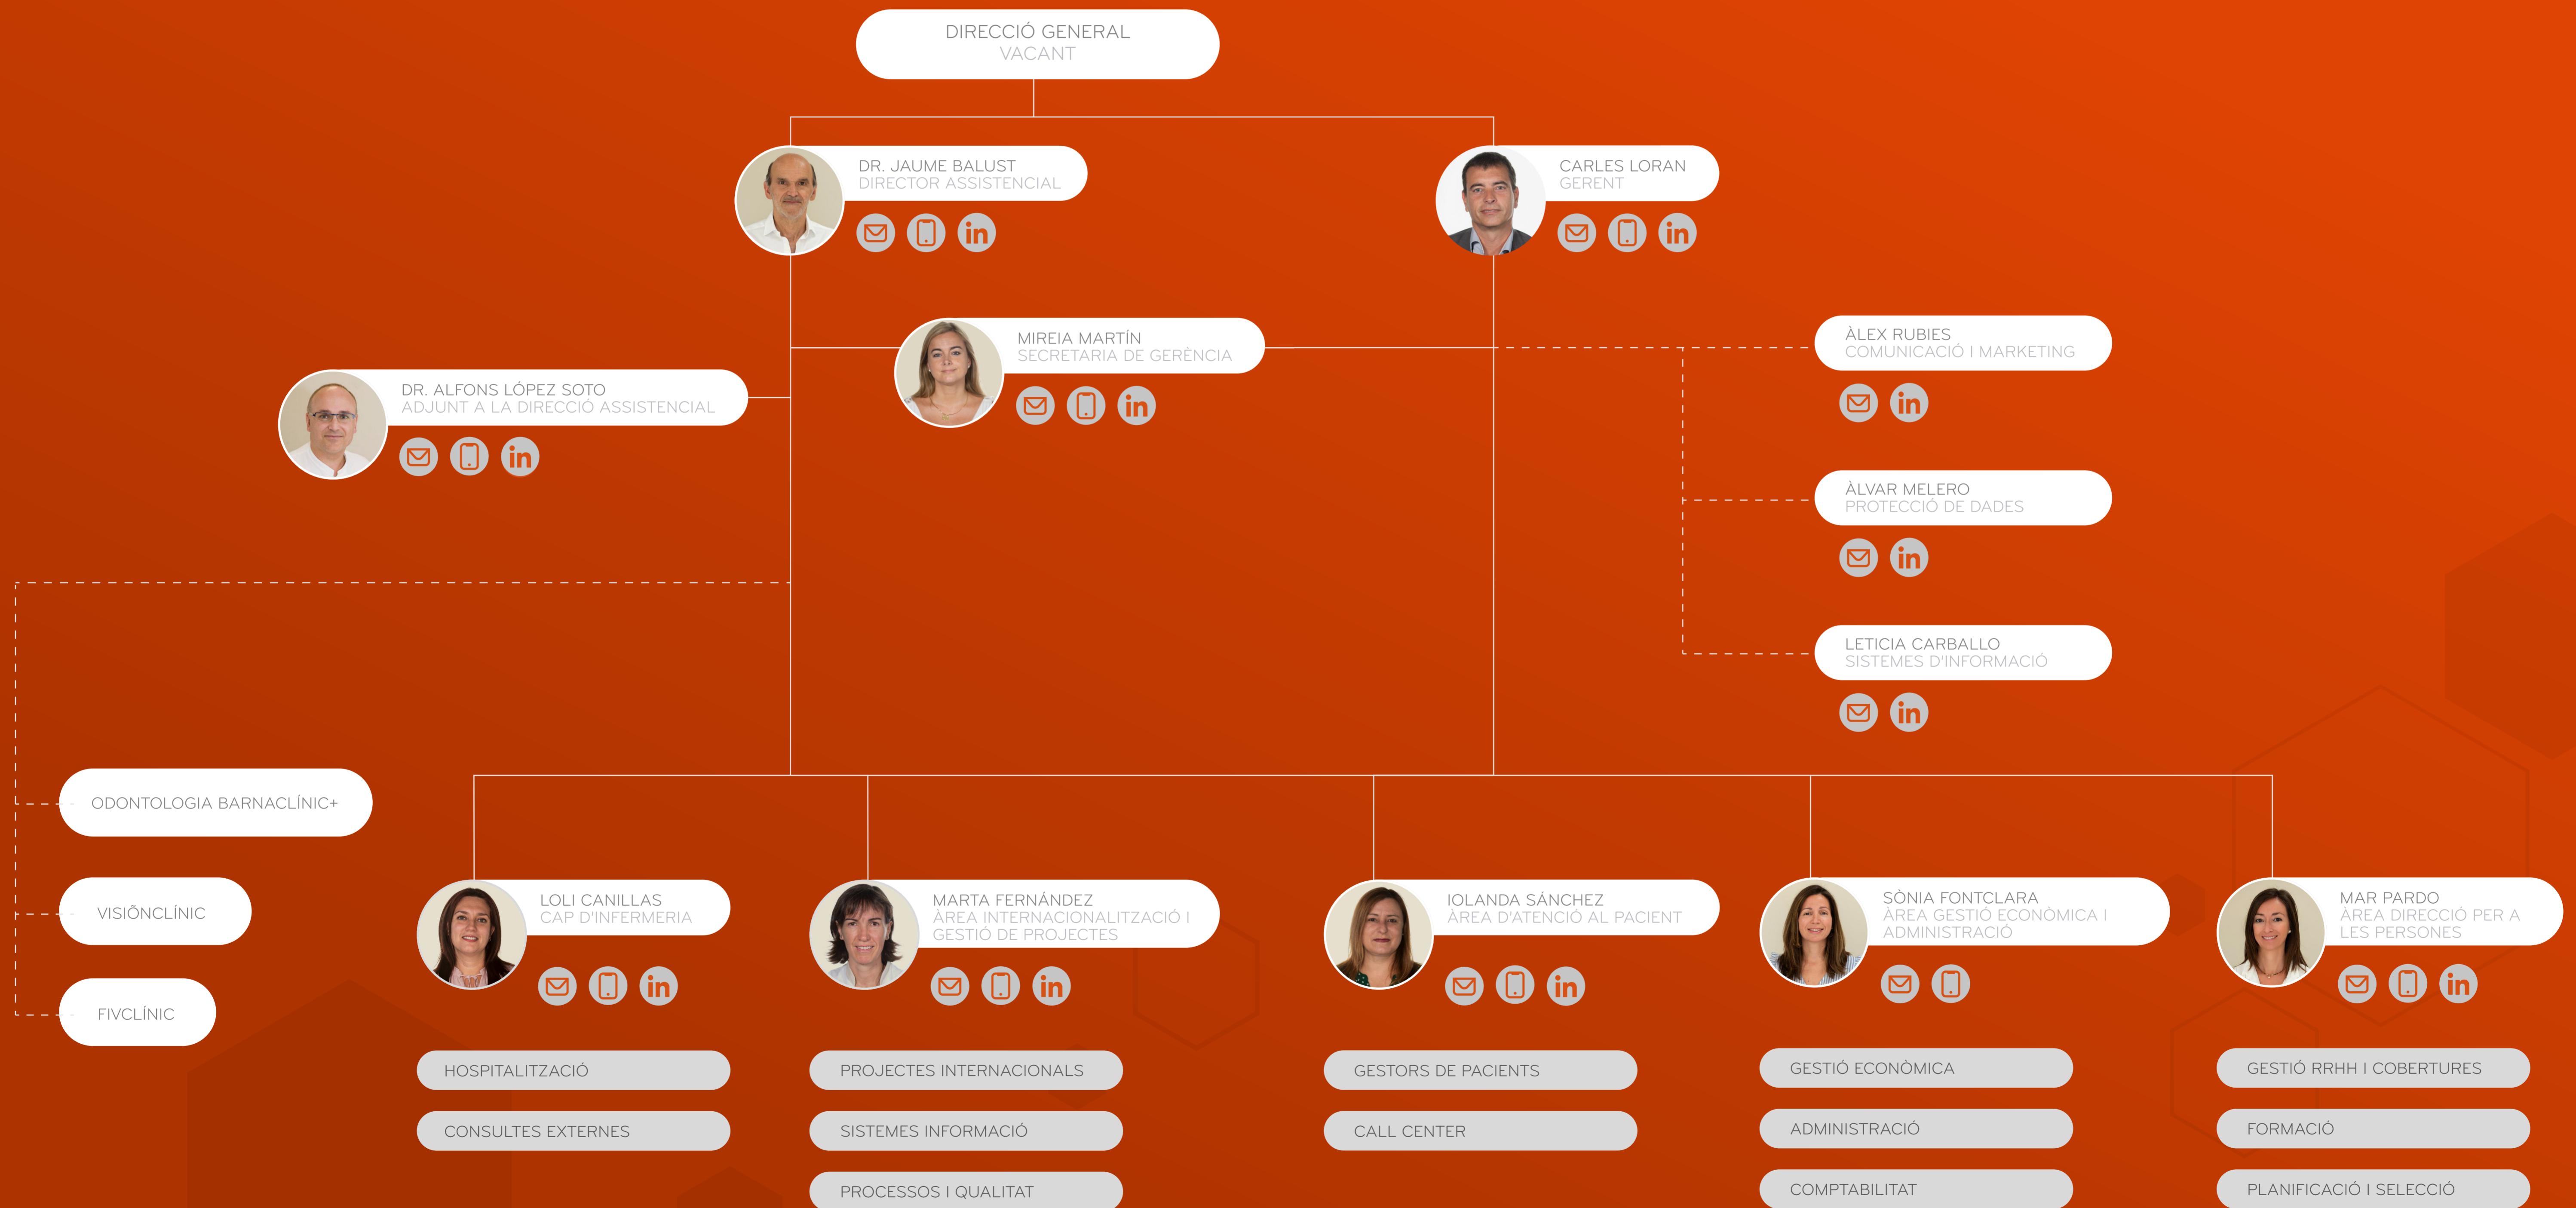 DIRECCIÓ GENERAL
VACANT
DR. JAUME BALUST
DIRECTOR ASSISTENCIAL
CARLES LORAN
GERENT
MIREIA MARTÍN
SECRETARIA DE GERÈNCIA
ÀLEX RUBIES
COMUNICACIÓ I MARKETING
DR. ALFONS LÓPEZ SOTO
ADJUNT A LA DIRECCIÓ ASSISTENCIAL
ÀLVAR MELERO
PROTECCIÓ DE DADES
LETICIA CARBALLO
SISTEMES D'INFORMACIÓ
ODONTOLOGIA BARNACLÍNIC+
VISIÕNCLÍNIC
FIVCLÍNIC
LOLI CANILLAS
CAP D'INFERMERIA
HOSPITALITZACIÓ
CONSULTES EXTERNES
MARTA FERNÁNDEZ
ÀREA INTERNACIONALITZACIÓ I
GESTIÓ DE PROJECTES
PROJECTES INTERNACIONALS
SISTEMES INFORMACIÓ
PROCESSOS I QUALITAT
IOLANDA SÁNCHEZ
ÀREA D'ATENCIÓ AL PACIENT
GESTORS DE PACIENTS
CALL CENTER
SÒNIA FONTCLARA
ÀREA GESTIÓ ECONÒMICA I
ADMINISTRACIÓ
GESTIÓ ECONÒMICA
ADMINISTRACIÓ
COMPTABILITAT
MAR PARDO
ÀREA DIRECCIÓ PER A
LES PERSONES
GESTIÓ RRHH I COBERTURES
FORMACIÓ
PLANIFICACIÓ I SELECCIÓ